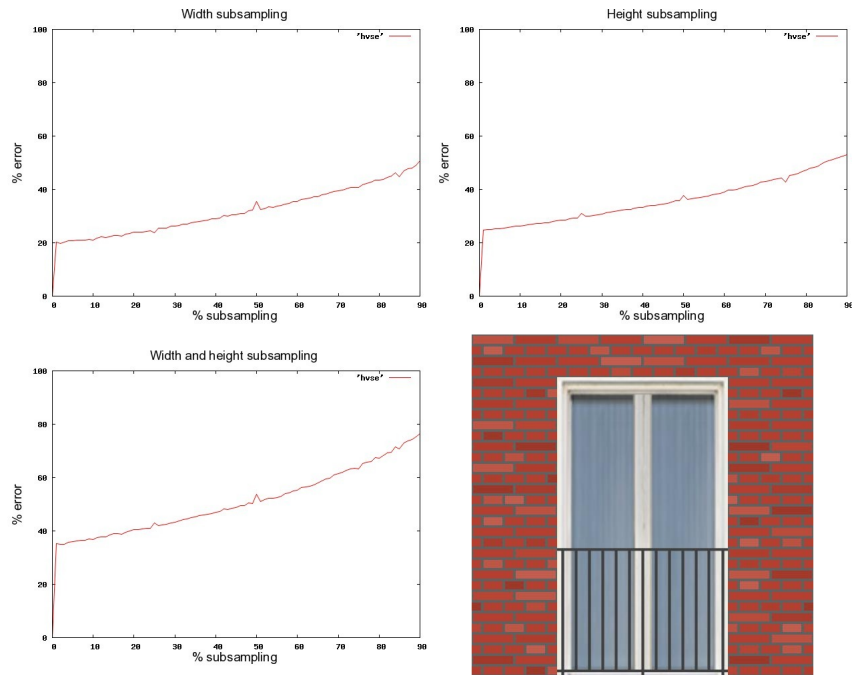 Width subsampling
'hvse'
100
80
60
40
20
0
% error
0 10 20 30 40 50 60 70 80 90
% subsampling
Height subsampling
'hvse'
100
80
60
40
20
0
% error
0 10 20 30 40 50 60 70 80 90
% subsampling
Width and height subsampling
'hvse'
100
80
60
40
20
0
% error
0 10 20 30 40 50 60 70 80 90
% subsampling